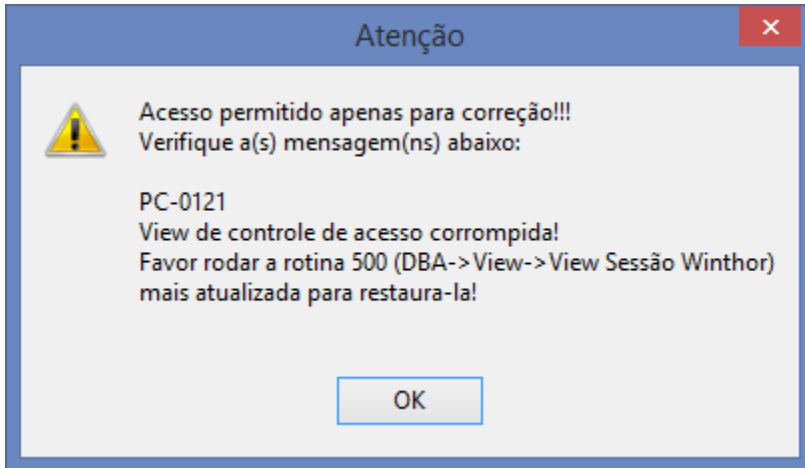 Atenção
Acesso permitido apenas para correção!!!
Verifique a(s) mensagem(ns) abaixo:
PC-0121
View de controle de acesso corrompida!
Favor rodar a rotina 500 (DBA->View->View Sessão Winthor)
mais atualizada para restaura-la!
OK